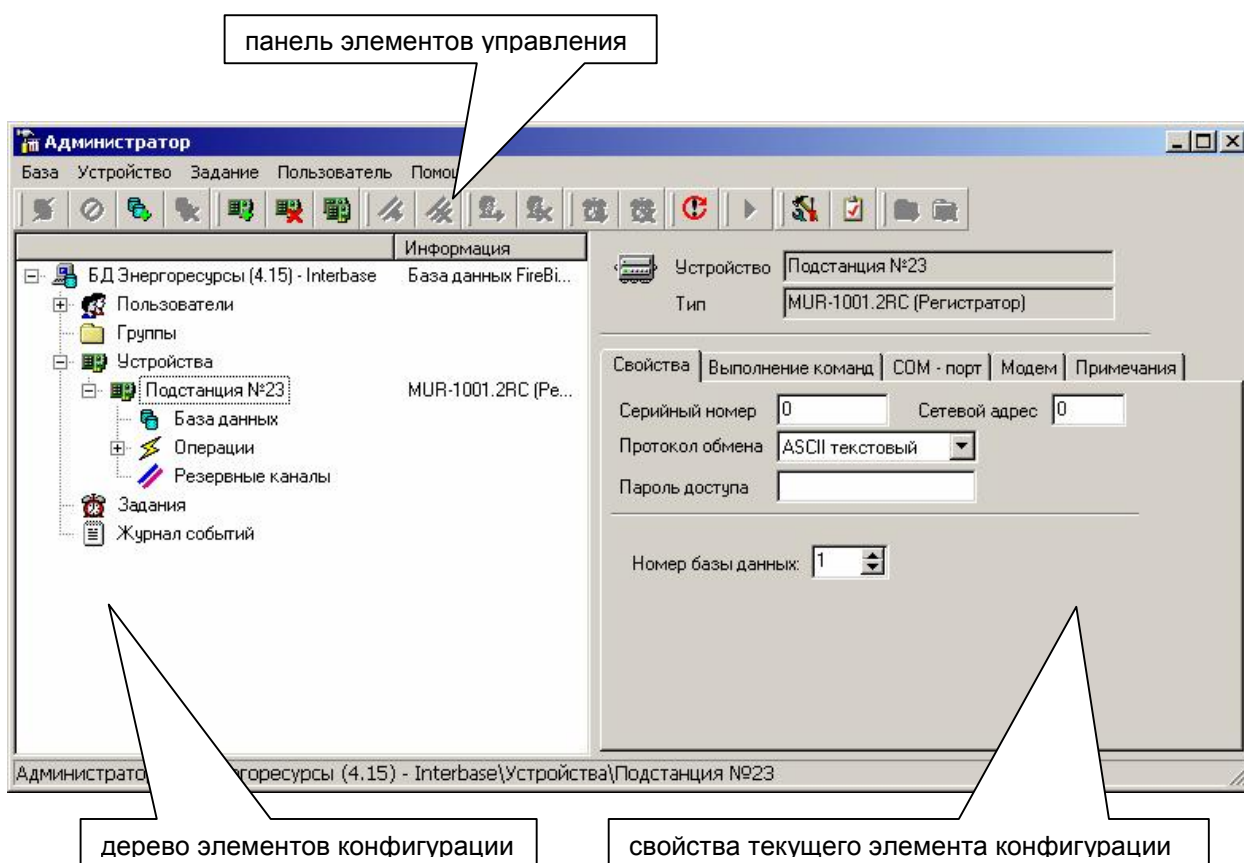 панель элементов управления
Администратор
База Устройство Задание Пользователь
Информация
БД Энергоресурсы (4.15) - Interbase База данных FireBi...
Пользователи
Группы
Устройства
Подстанция №23 MUR-1001.2RC (Ре...
База данных
Операции
Резервные каналы
Задания
Журнал событий
Устройство Подстанция №23
Тип MUR-1001.2RC (Регистратор)
Свойства Выполнение команд COM - порт Модем Примечания
Серийный номер 0 Сетевой адрес 0
Протокол обмена ASCII текстовый
Пароль доступа
Номер базы данных: 1
(4.15) - Interbase\Устройства\Подстанция №23
дерево элементов конфигурации
свойства текущего элемента конфигурации